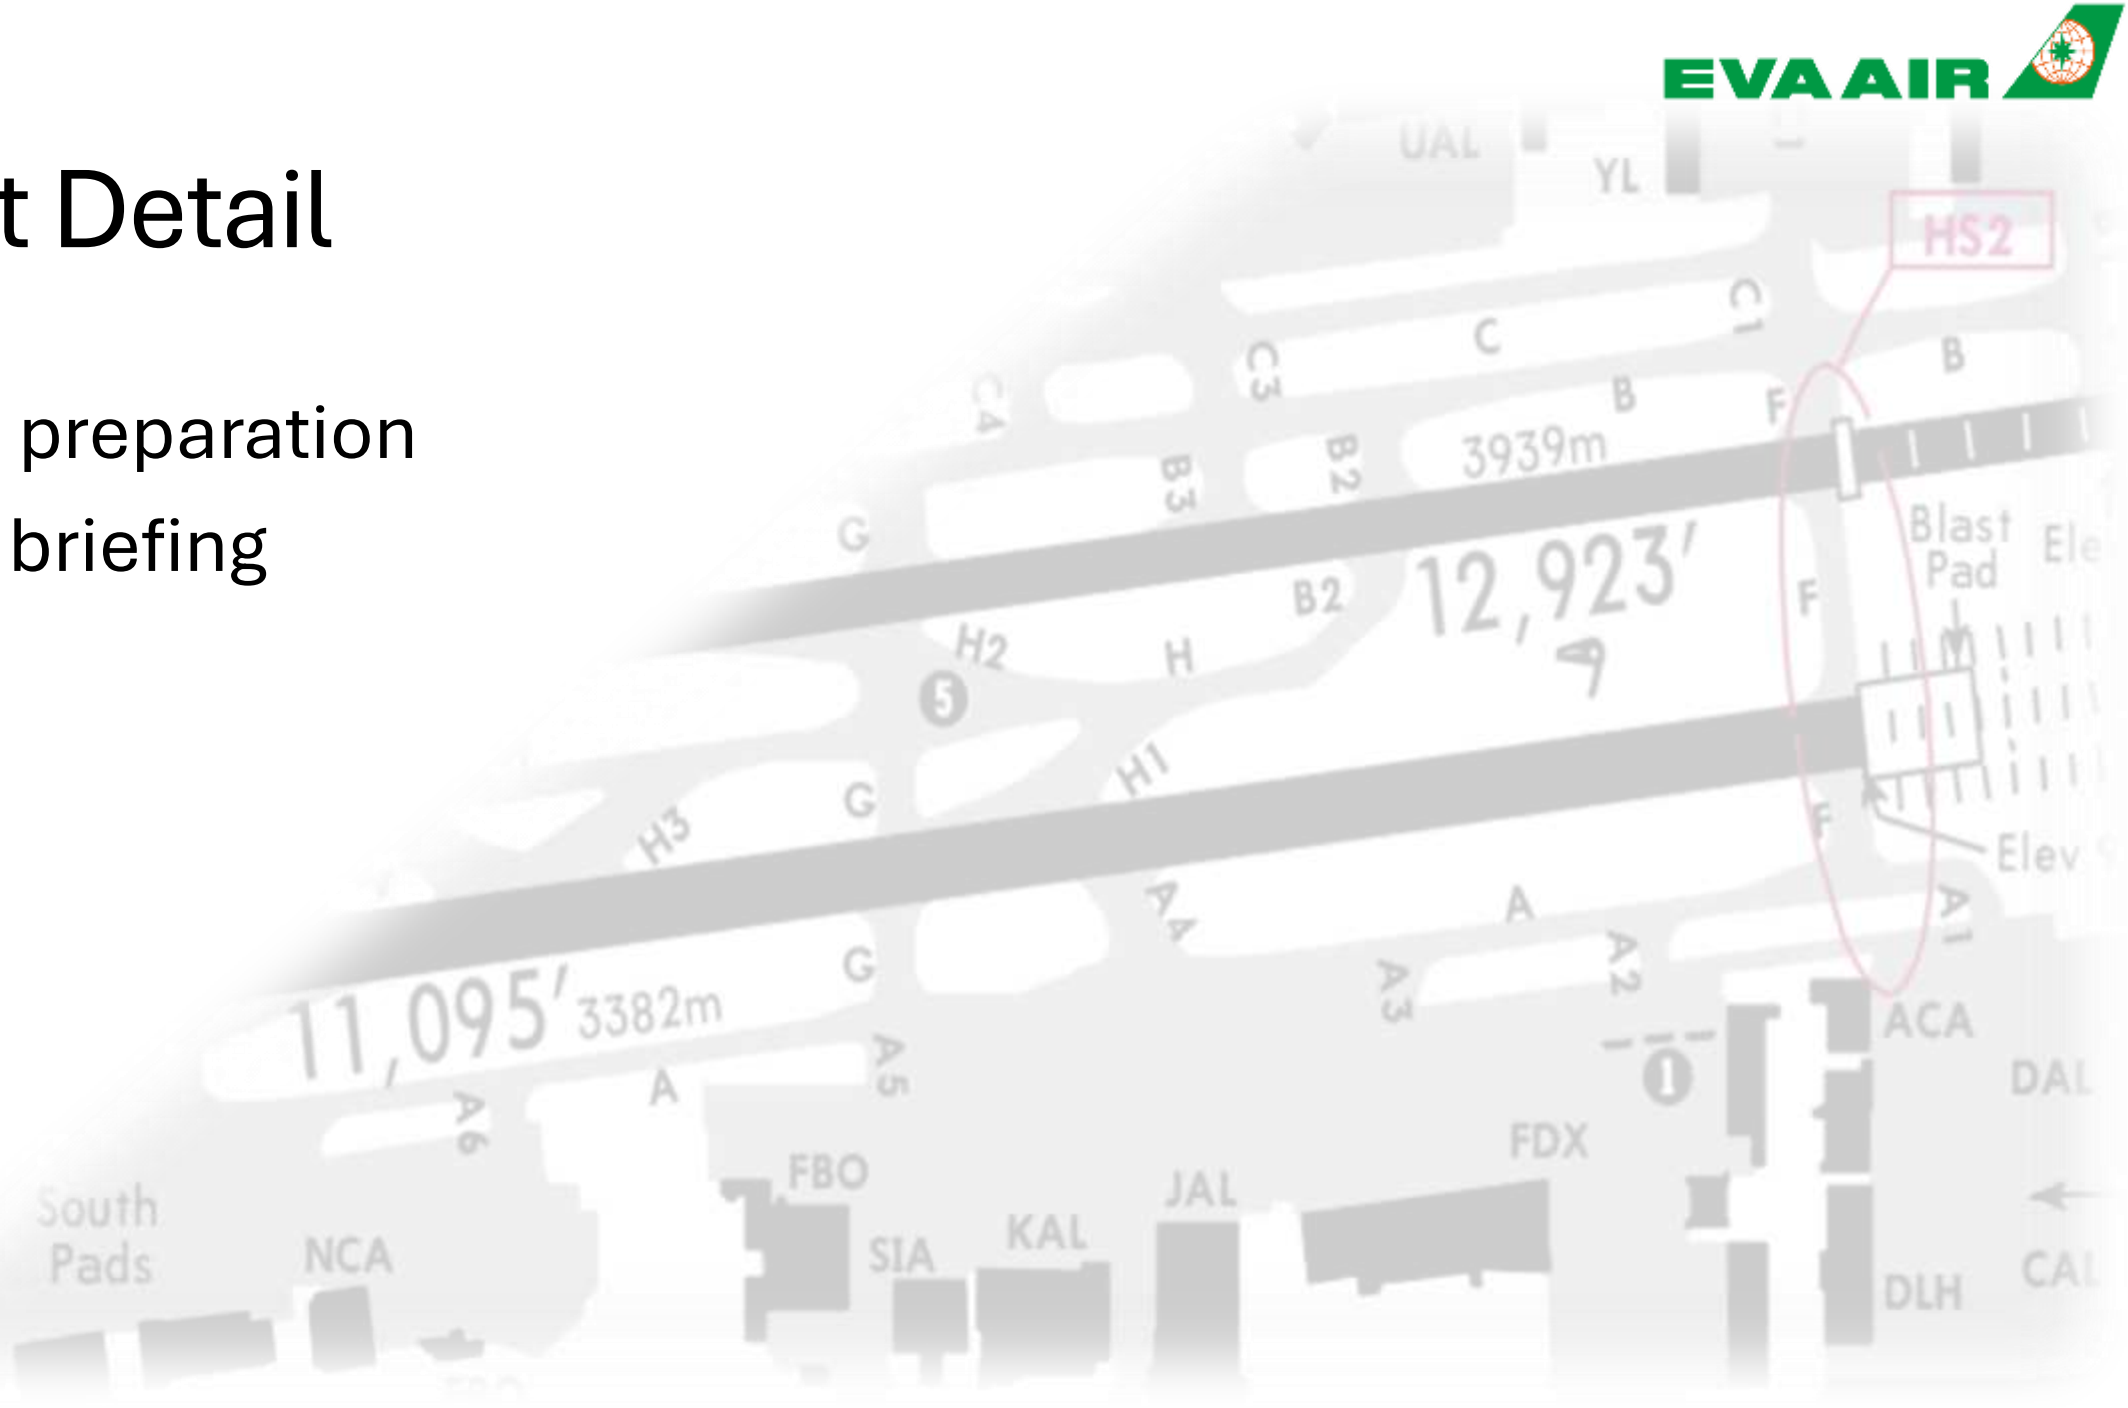 EVA AIR
t Detail
preparation
briefing
UAL
YL
HS2
C1
C
B
C3
C4
B
F
3939m
B2
B3
G
Blast
Pad
Ele
12,923′
F
B2
H2
H
5
H1
G
H3
F
Elev
A4
A
A1
A2
A3
G
11,095′
3382m
A5
A
A6
1
ACA
DAL
FDX
FBO
JAL
KAL
SIA
NCA
South
Pads
CAL
DLH
FBO